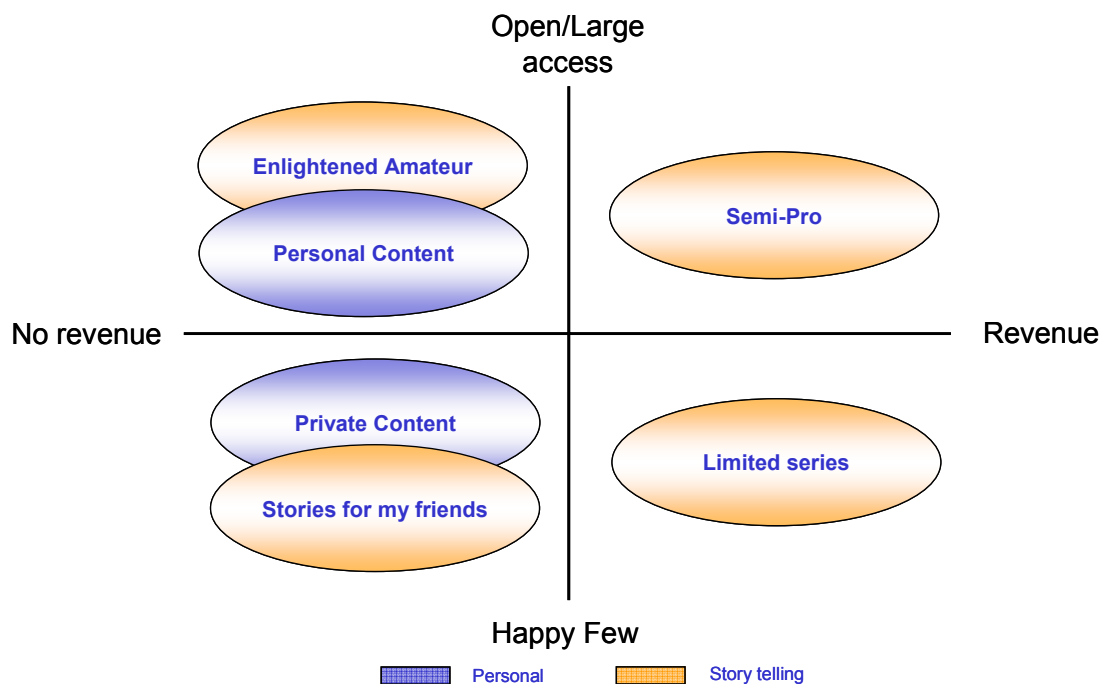 Open/Large
access
Enlightened Amateur
Semi-Pro
Personal Content
No revenue
Revenue
Private Content
Limited series
Stories for my friends
Happy Few
Personal
Story telling